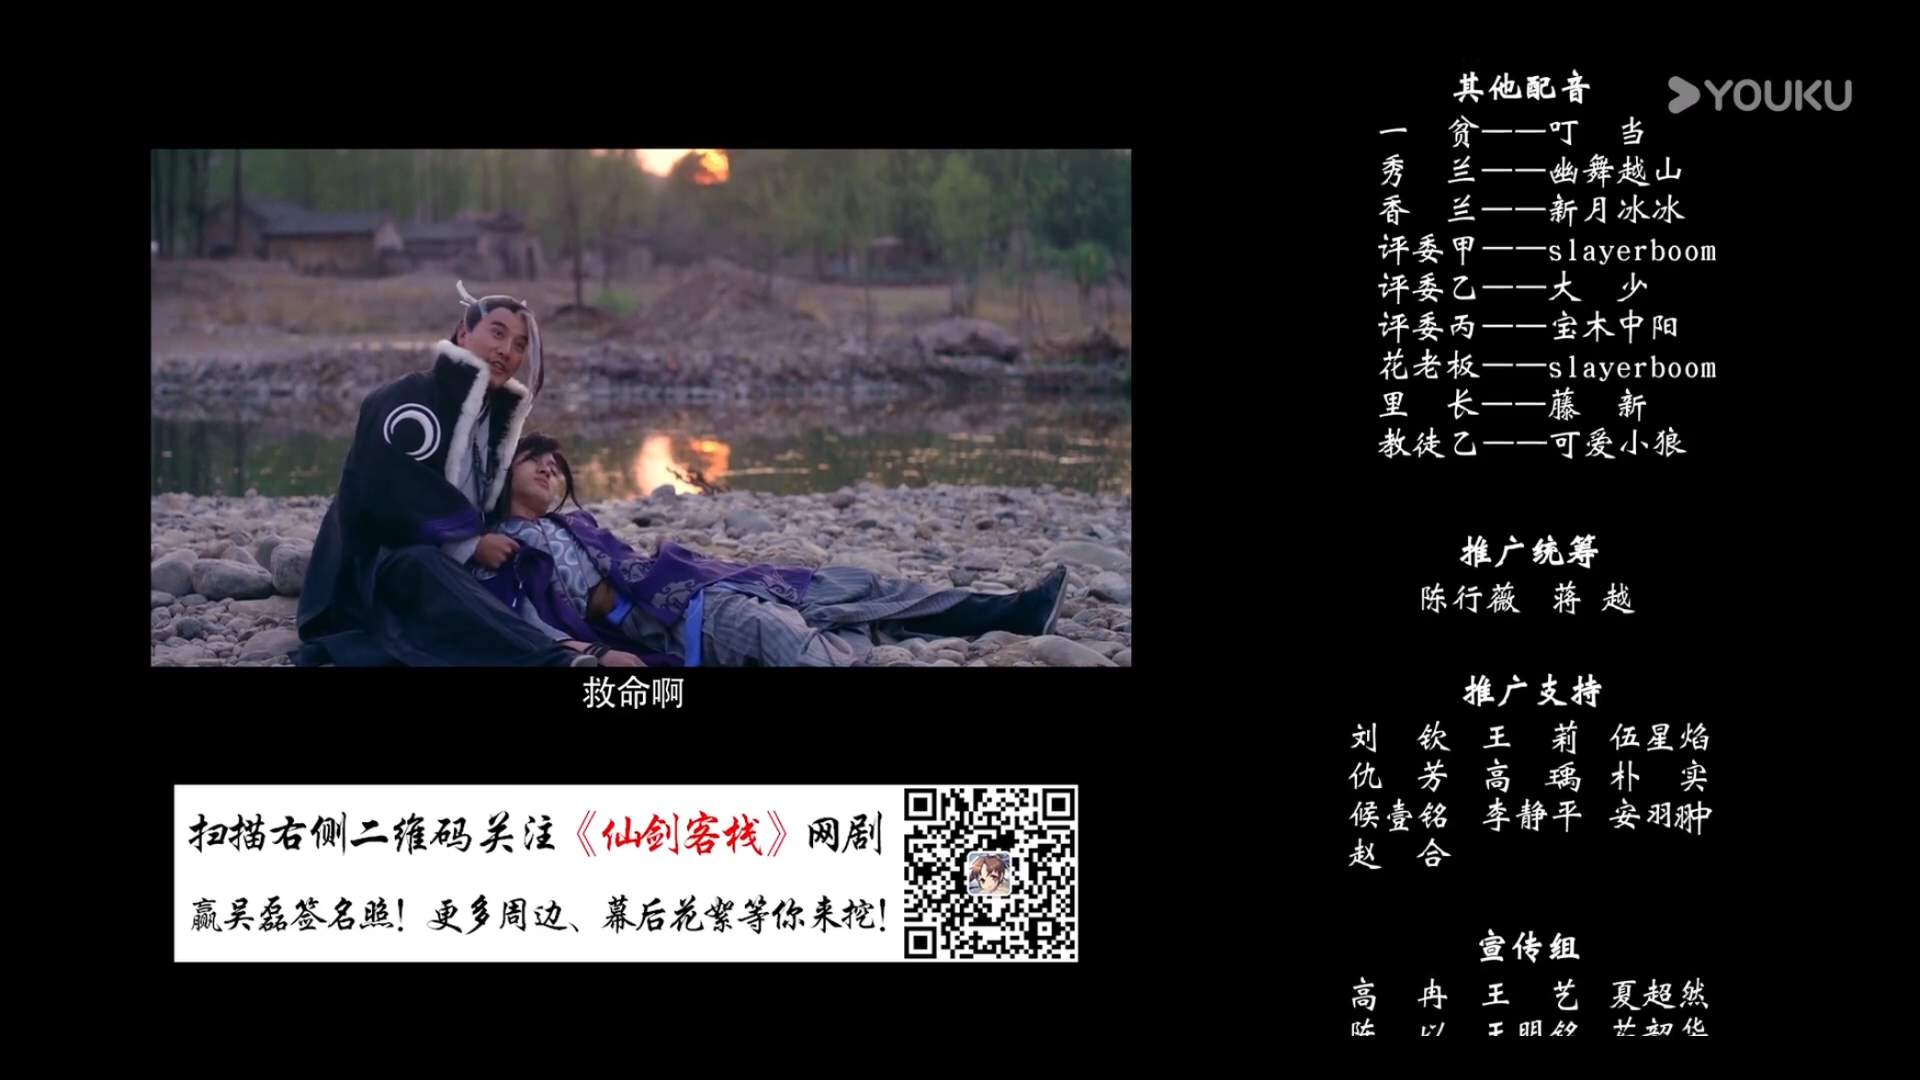 YOUKU
救命啊
扫描右侧二维码关注《仙剑客栈》网剧
赢吴磊签名照！更多周边、幕后花絮等你来挖！
其他配音
一 贫——叮 当
秀 兰——幽舞越山
香 兰——新月冰冰
评委甲——slayerboom
评委乙——大 少
评委丙——宝木中阳
花老板——slayerboom
里 长——藤 新
教徒乙——可爱小狼
推广统筹
陈行薇 蒋 越
推广支持
刘 钦 王 莉 伍星焰
仇 芳 高 瑀 朴 实
候壹铭 李静平 安羽翀
赵 合
宣传组
高 冉 王 艺 夏超然